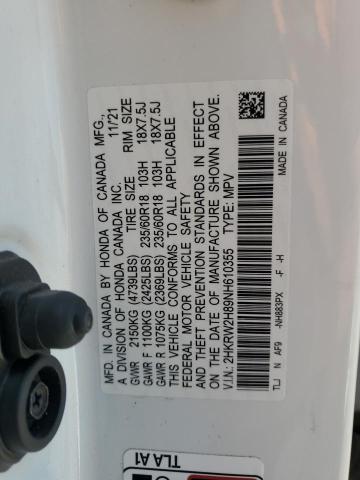 MFD. IN CANADA BY HONDA OF CANADA MFG.,
A DIVISION OF HONDA CANADA INC. 11/21
TIRE SIZE RIM SIZE
GVWR 2150KG (4739LBS)
GAWR F 1100KG (2425LBS) 235/60R18 103H 18X7.5J
GAWR R 1075KG (2369LBS) 235/60R18 103H 18X7.5J
THIS VEHICLE CONFORMS TO ALL APPLICABLE
FEDERAL MOTOR VEHICLE SAFETY
AND THEFT PREVENTION STANDARDS IN EFFECT
ON THE DATE OF MANUFACTURE SHOWN ABOVE.
V.I.N.: 2HKRW2H89NH610355 TYPE: MPV
TLJ N AF9 -NH883PX -F -H MADE IN CANADA
TLA A1